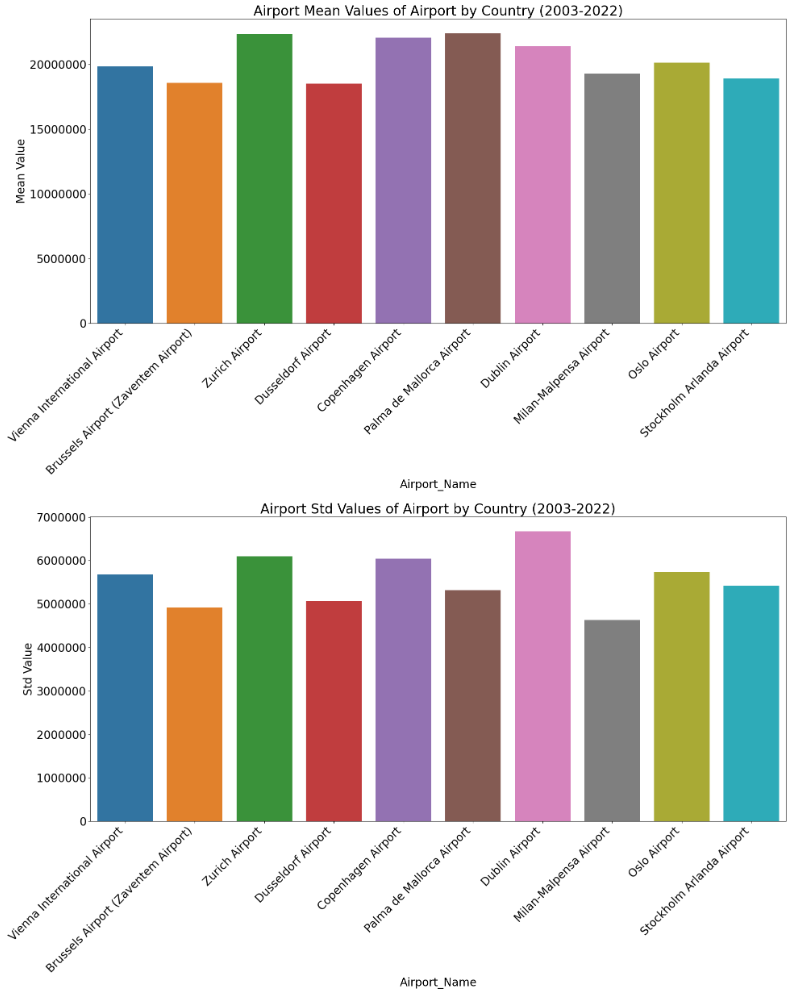 Airport Mean Values of Airport by Country (2003-2022)
20000000
15000000
10000000
5000000
0
Mean Value
Vienna International Airport
Brussels Airport (Zaventem Airport)
Zurich Airport
Dusseldorf Airport
Copenhagen Airport
Palma de Mallorca Airport
Dublin Airport
Milan-Malpensa Airport
Oslo Airport
Stockholm Arlanda Airport
Airport_Name
Airport Std Values of Airport by Country (2003-2022)
7000000
6000000
5000000
4000000
3000000
2000000
1000000
0
Std Value
Vienna International Airport
Brussels Airport (Zaventem Airport)
Zurich Airport
Dusseldorf Airport
Copenhagen Airport
Palma de Mallorca Airport
Dublin Airport
Milan-Malpensa Airport
Oslo Airport
Stockholm Arlanda Airport
Airport_Name